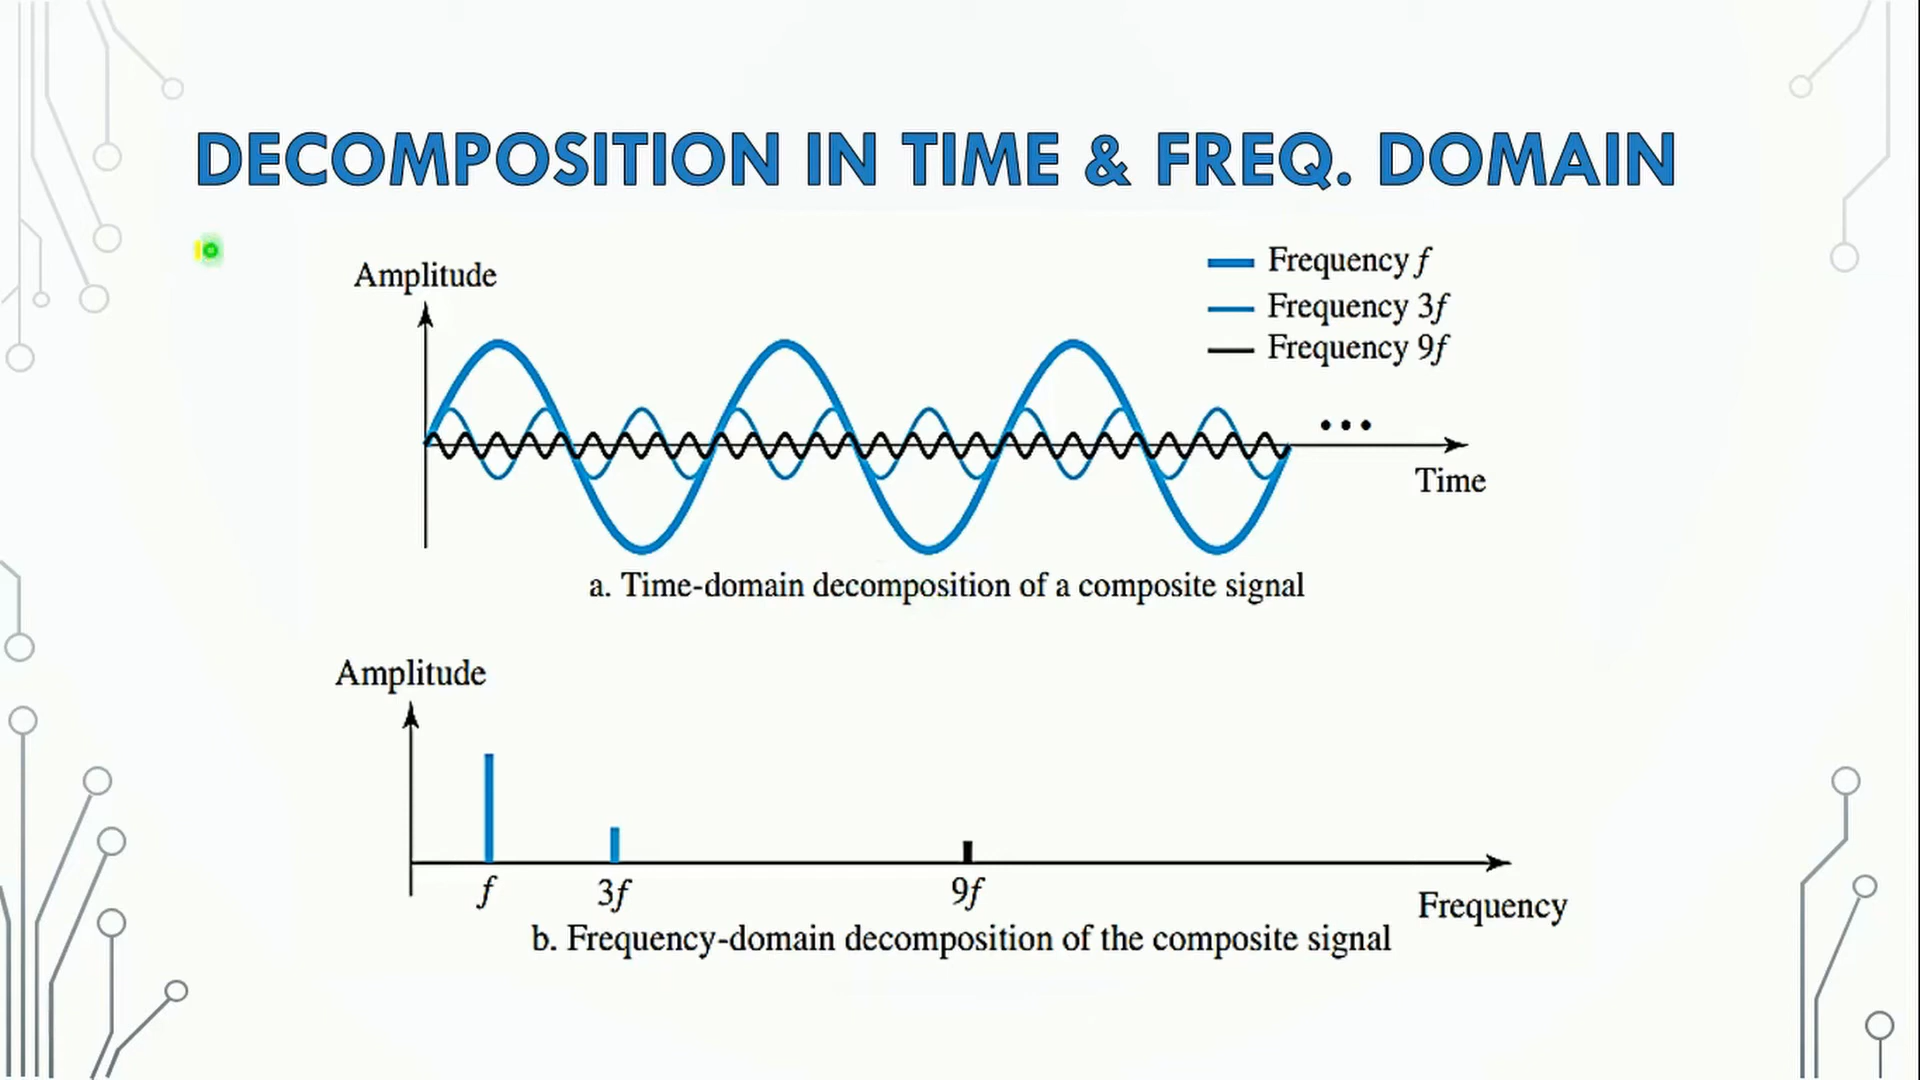 DECOMPOSITION IN TIME & FREQ. DOMAIN
Amplitude
Frequency f
Frequency 3f
Frequency 9f
Time
a. Time-domain decomposition of a composite signal
Amplitude
f 3f 9f
Frequency
b. Frequency-domain decomposition of the composite signal